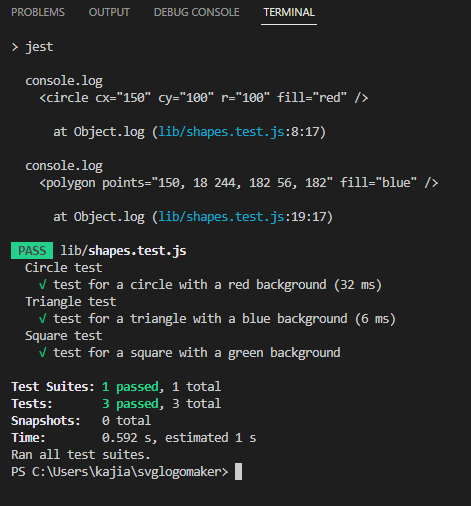 PROBLEMS OUTPUT DEBUG CONSOLE TERMINAL
> jest
console.log
<circle cx="150" cy="100" r="100" fill="red" />
at Object.log (lib/shapes.test.js:8:17)
console.log
<polygon points="150, 18 244, 182 56, 182" fill="blue" />
at Object.log (lib/shapes.test.js:19:17)
PASS lib/shapes.test.js
Circle test
√ test for a circle with a red background (32 ms)
Triangle test
√ test for a triangle with a blue background (6 ms)
Square test
√ test for a square with a green background
Test Suites: 1 passed, 1 total
Tests: 3 passed, 3 total
Snapshots: 0 total
Time: 0.592 s, estimated 1 s
Ran all test suites.
PS C:\Users\kajia\svglogomaker>